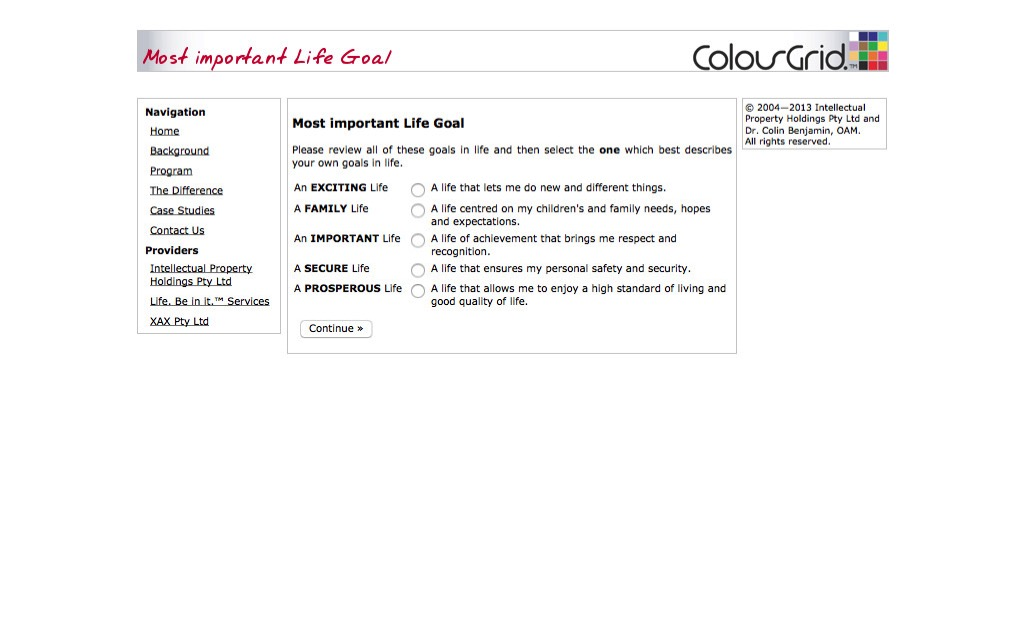 Most important Life Goal
ColourGrid.™
Navigation
Home
Background
Program
The Difference
Case Studies
Contact Us
Providers
Intellectual Property
Holdings Pty Ltd
Life. Be in it.™ Services
XAX Pty Ltd
Most important Life Goal
Please review all of these goals in life and then select the one which best describes
your own goals in life.
An EXCITING Life A life that lets me do new and different things.
A FAMILY Life A life centred on my children's and family needs, hopes
and expectations.
An IMPORTANT Life A life of achievement that brings me respect and
recognition.
A SECURE Life A life that ensures my personal safety and security.
A PROSPEROUS Life A life that allows me to enjoy a high standard of living and
good quality of life.
Continue »
© 2004—2013 Intellectual
Property Holdings Pty Ltd and
Dr. Colin Benjamin, OAM.
All rights reserved.